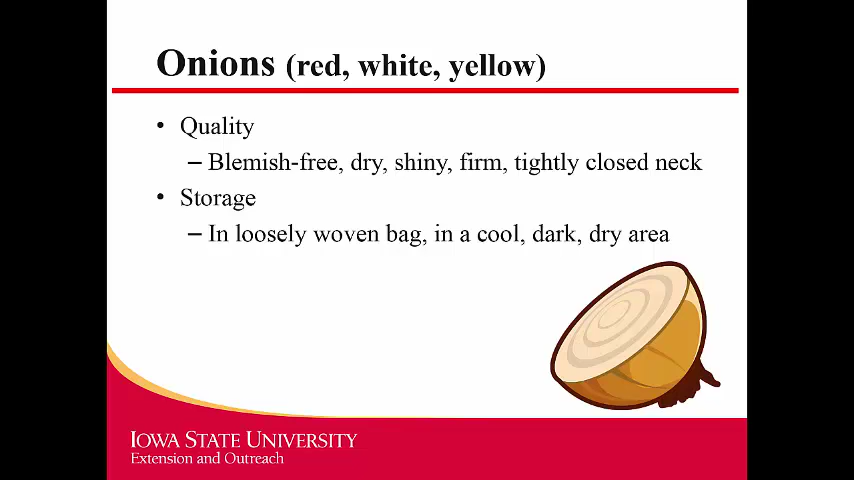 Onions (red, white, yellow)
• Quality
– Blemish-free, dry, shiny, firm, tightly closed neck
• Storage
– In loosely woven bag, in a cool, dark, dry area
IOWA STATE UNIVERSITY
Extension and Outreach